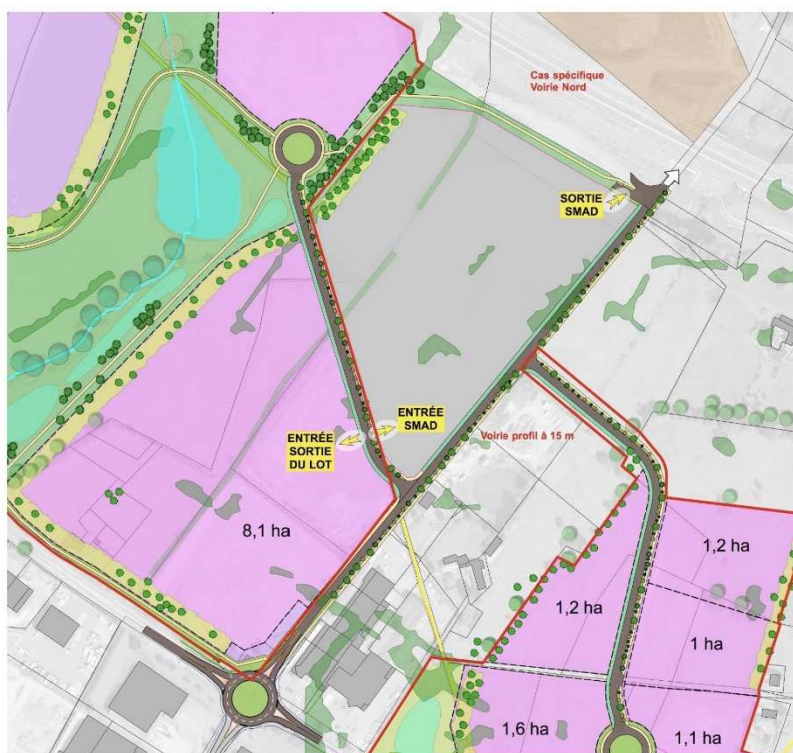 Cas spécifique
Voirie Nord
SORTIE
SMAD
ENTRÉE
SMAD
ENTRÉE
SORTIE
DU LOT
Voirie profil à 15 m
8,1 ha
1,2 ha
1,2 ha
1 ha
1,6 ha
1,1 ha